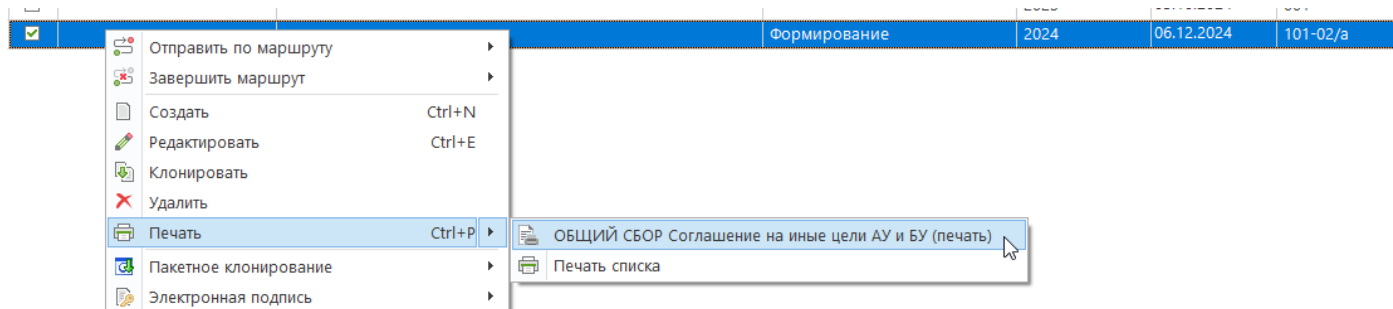 Формирование 2024 06.12.2024 101-02/а
Отправить по маршруту
Завершить маршрут
Создать Ctrl+N
Редактировать Ctrl+E
Клонировать
Удалить
Печать Ctrl+P ОБЩИЙ СБОР Соглашение на иные цели АУ и БУ (печать)
Пакетное клонирование Печать списка
Электронная подпись